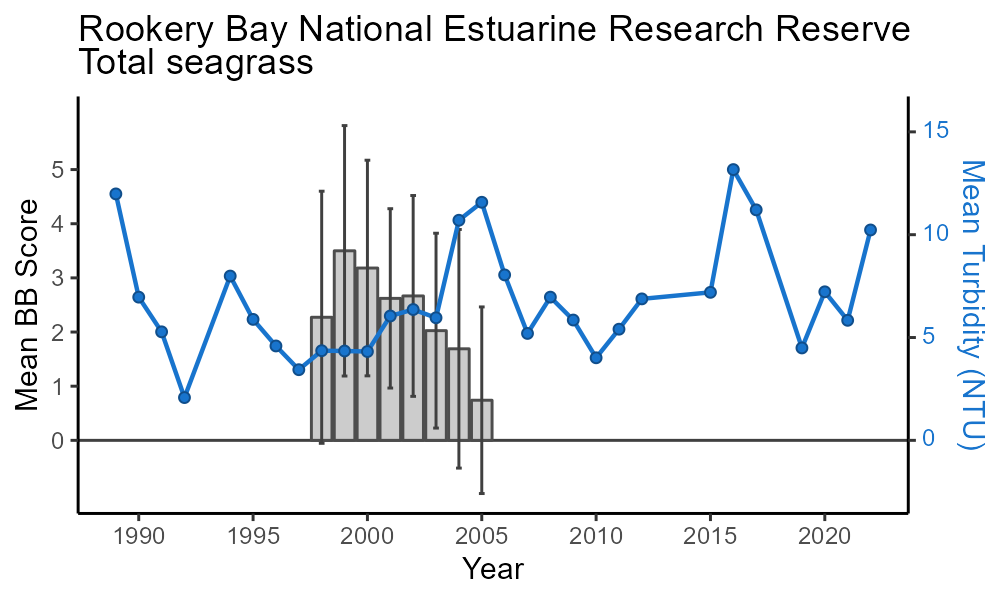 Rookery Bay National Estuarine Research Reserve
Total seagrass
Mean BB Score
5
4
3
2
1
0
15
10
5
0
Mean Turbidity (NTU)
1990 1995 2000 2005 2010 2015 2020
Year